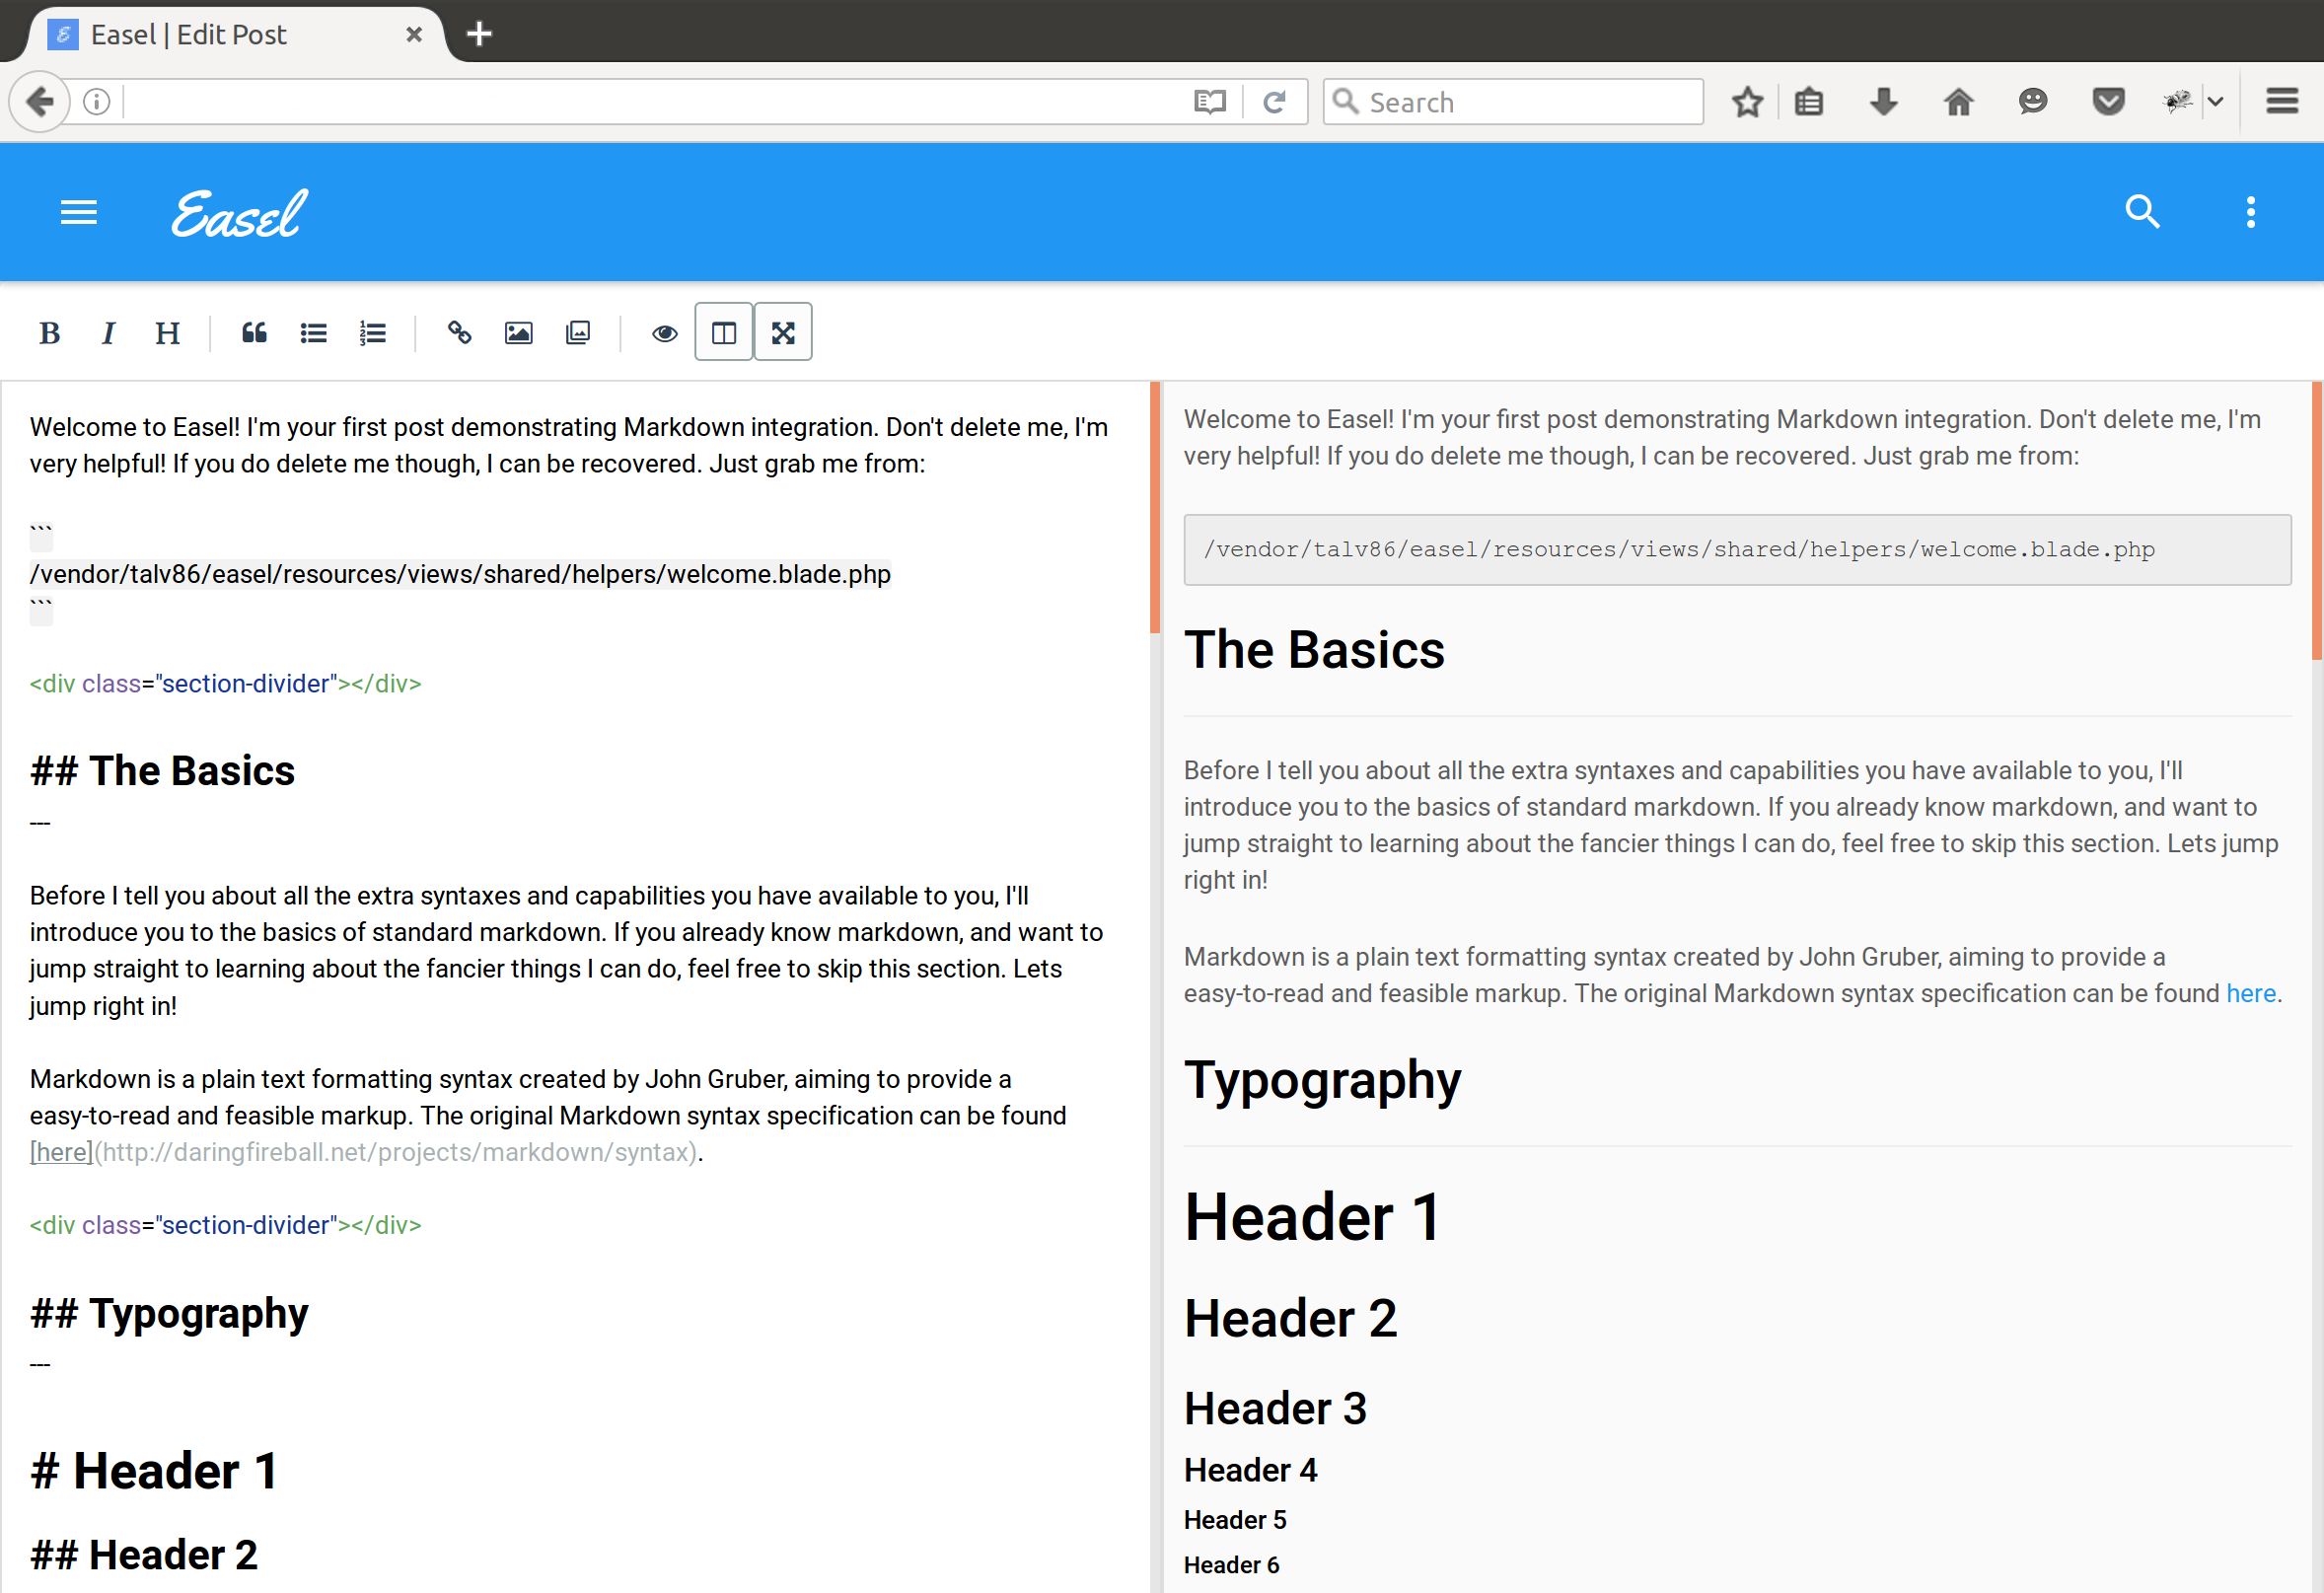 Easel | Edit Post
Search
Easel
B I H
Welcome to Easel! I'm your first post demonstrating Markdown integration. Don't delete me, I'm
very helpful! If you do delete me though, I can be recovered. Just grab me from:
```
/vendor/talv86/easel/resources/views/shared/helpers/welcome.blade.php
```
<div class="section-divider"></div>
## The Basics
---
Before I tell you about all the extra syntaxes and capabilities you have available to you, I'll
introduce you to the basics of standard markdown. If you already know markdown, and want to
jump straight to learning about the fancier things I can do, feel free to skip this section. Lets
jump right in!
Markdown is a plain text formatting syntax created by John Gruber, aiming to provide a
easy-to-read and feasible markup. The original Markdown syntax specification can be found
[here](http://daringfireball.net/projects/markdown/syntax).
<div class="section-divider"></div>
## Typography
---
# Header 1
## Header 2
Welcome to Easel! I'm your first post demonstrating Markdown integration. Don't delete me, I'm
very helpful! If you do delete me though, I can be recovered. Just grab me from:
/vendor/talv86/easel/resources/views/shared/helpers/welcome.blade.php
The Basics
Before I tell you about all the extra syntaxes and capabilities you have available to you, I'll
introduce you to the basics of standard markdown. If you already know markdown, and want to
jump straight to learning about the fancier things I can do, feel free to skip this section. Lets jump
right in!
Markdown is a plain text formatting syntax created by John Gruber, aiming to provide a
easy-to-read and feasible markup. The original Markdown syntax specification can be found here.
Typography
Header 1
Header 2
Header 3
Header 4
Header 5
Header 6